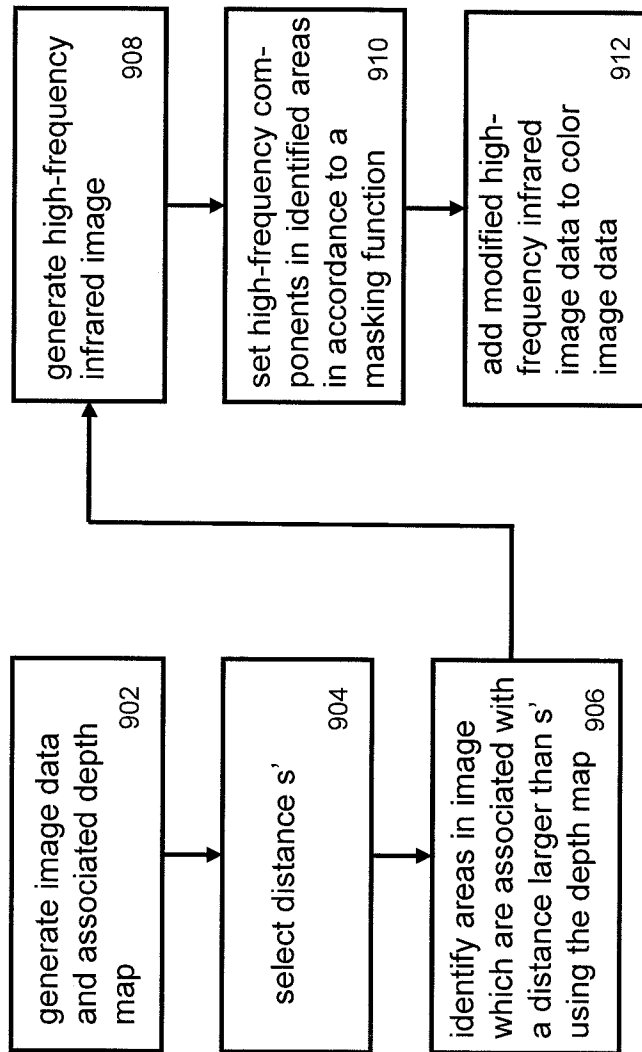 generate image data
and associated depth
map
902
select distance s'
904
identify areas in image
which are associated with
a distance larger than s'
using the depth map
906
generate high-frequency
infrared image
908
set high-frequency com-
ponents in identified areas
in accordance to a
masking function
910
add modified high-
frequency infrared
image data to color
image data
912